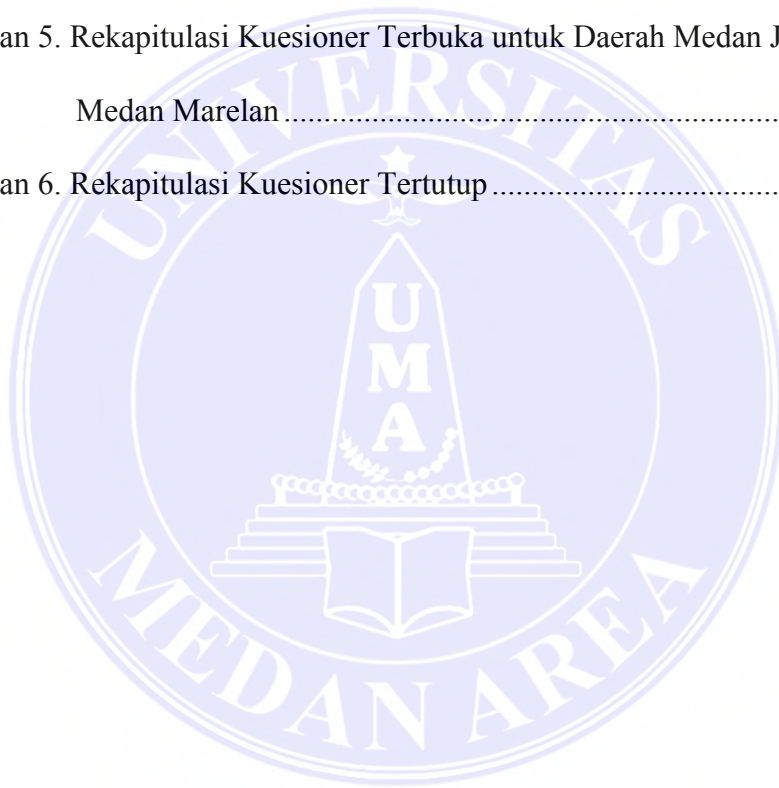 an 5. Rekapitulasi Kuesioner Terbuka untuk Daerah Medan J
Medan Marelan ........................................................
an 6. Rekapitulasi Kuesioner Tertutup ................................
UNIVERSITAS
UMA
MEDAN AREA